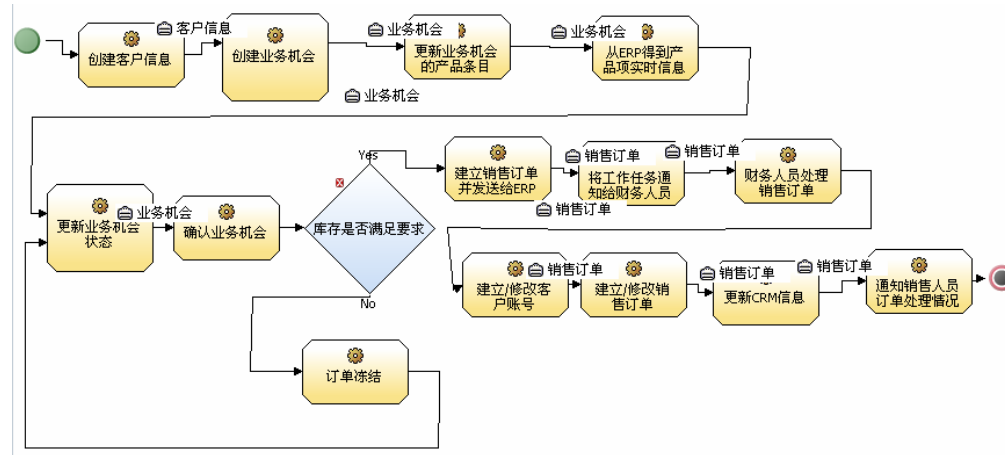 客户信息
业务机会
业务机会
创建客户信息
创建业务机会
更新业务机会
的产品条目
从ERP得到产
品项实时信息
业务机会
Yes
建立销售订单
并发送给ERP
销售订单
将工作任务通
知给财务人员
销售订单
财务人员处理
销售订单
销售订单
业务机会
更新业务机会
状态
确认业务机会
库存是否满足要求
No
建立/修改客
户账号
销售订单
建立/修改销
售订单
销售订单
更新CRM信息
销售订单
通知销售人员
订单处理情况
订单冻结